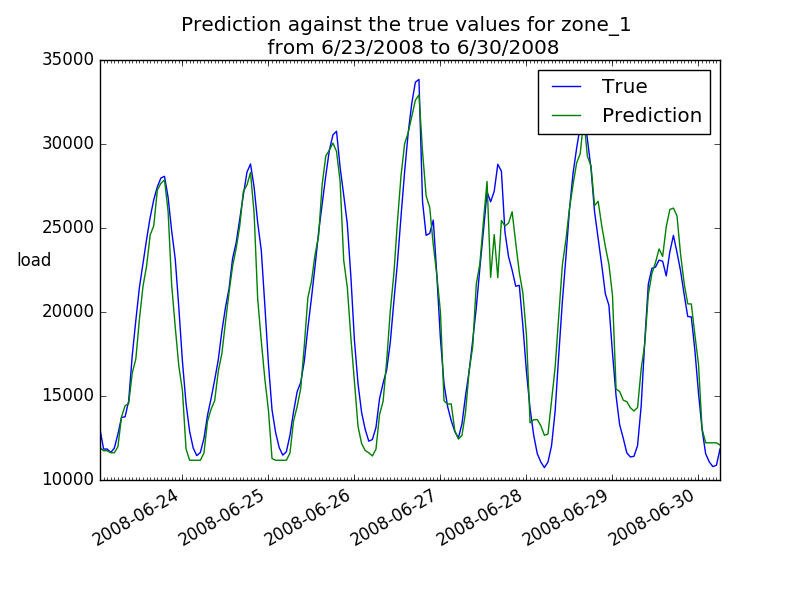 Prediction against the true values for zone_1
from 6/23/2008 to 6/30/2008
35000
True
Prediction
30000
25000
load
20000
15000
10000
2008-06-24
2008-06-25
2008-06-26
2008-06-27
2008-06-28
2008-06-29
2008-06-30